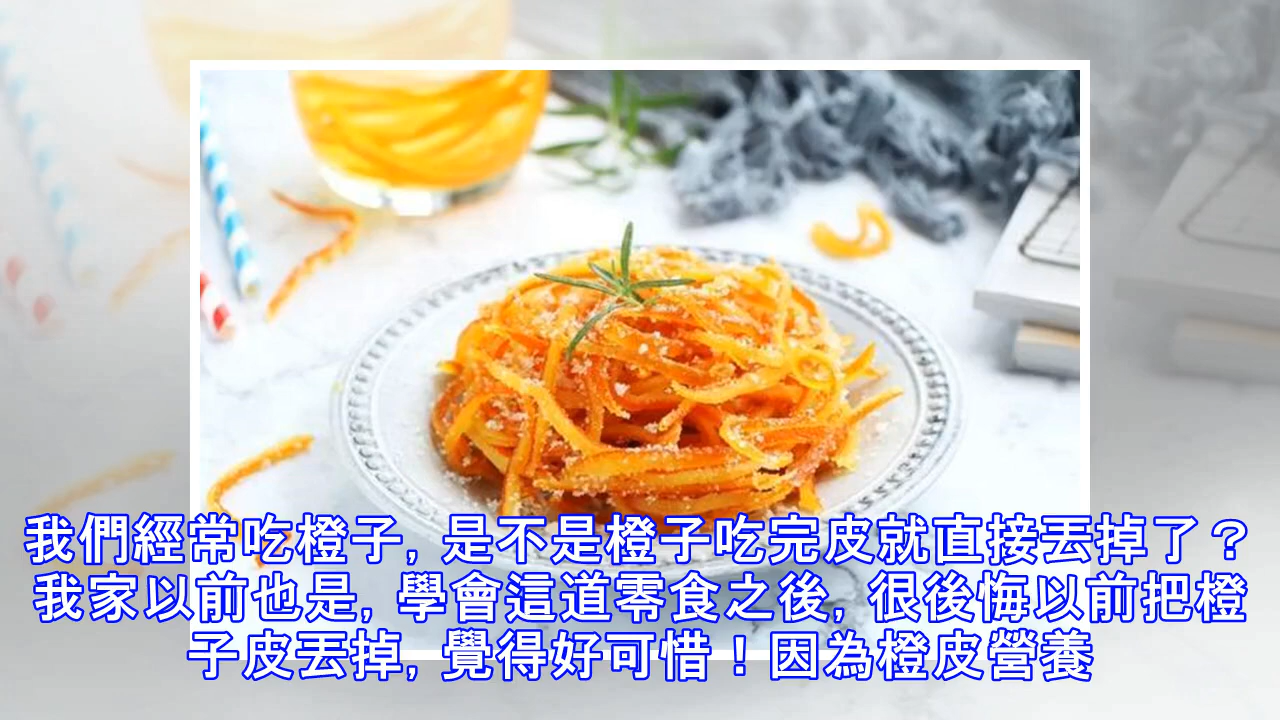 我們經常吃橙子, 是不是橙子吃完皮就直接丟掉了？
我家以前也是, 學會這道零食之後, 很後悔以前把橙
子皮丟掉, 覺得好可惜！因為橙皮營養